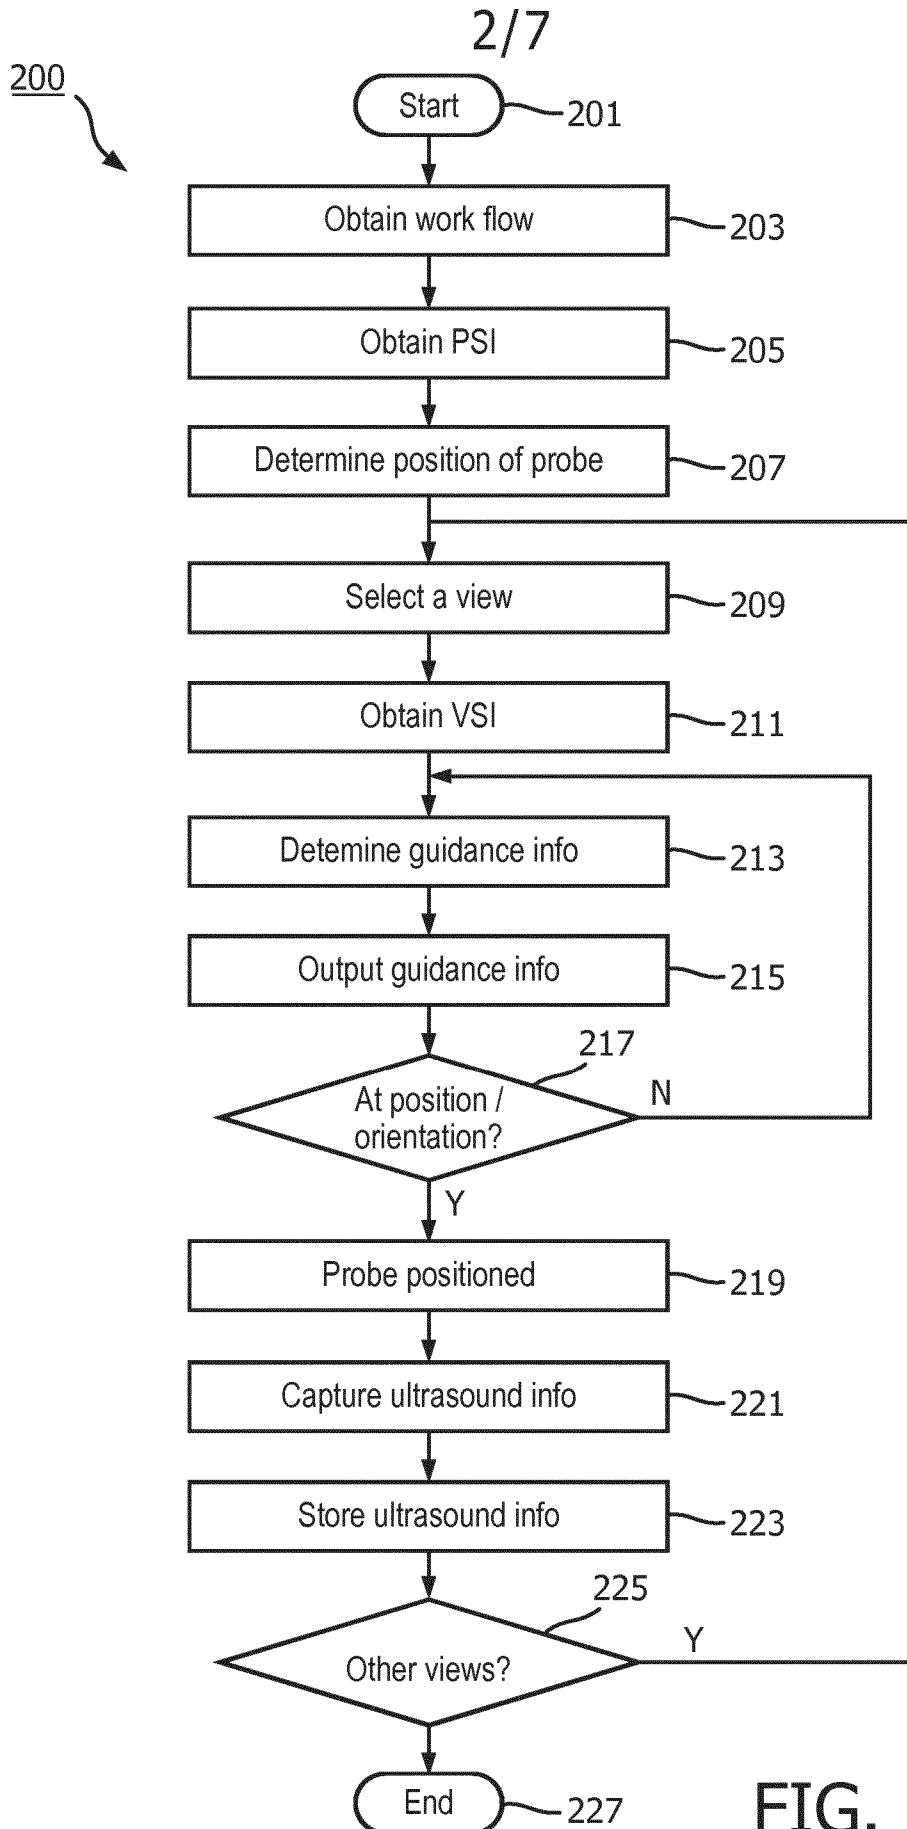 2/7
200
Start
201
Obtain work flow
203
Obtain PSI
205
Determine position of probe
207
Select a view
209
Obtain VSI
211
Detemine guidance info
213
Output guidance info
215
217
At position /
orientation?
N
Y
Probe positioned
219
Capture ultrasound info
221
Store ultrasound info
223
225
Other views?
Y
End
227
FIG.